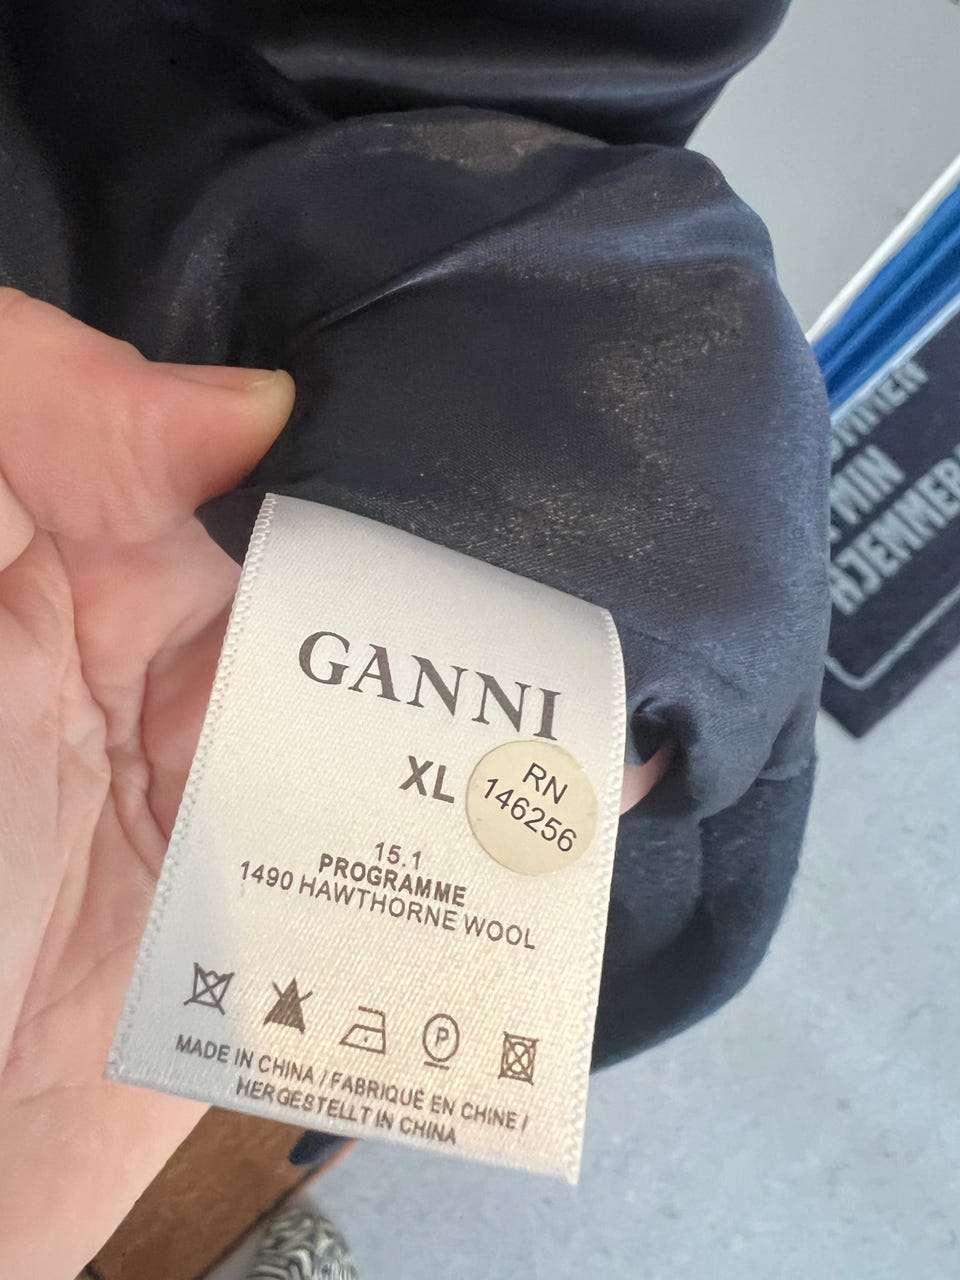 GANNI
XL
RN
146256
15.1
PROGRAMME
1490 HAWTHORNE WOOL
P
MADE IN CHINA / FABRIQUÉ EN CHINE /
HERGESTELLT IN CHINA
MIN
HJEMMEB